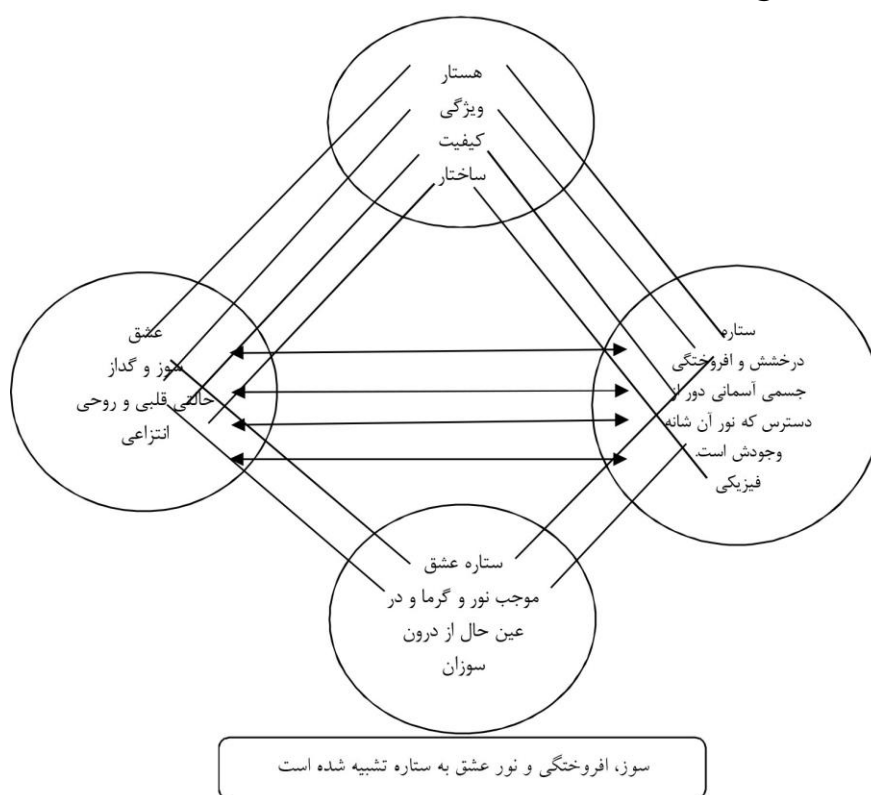 هستار
ویژگی
کیفیت
ساختار
ستاره
درخشش و افروختگی
جسمی آسمانی دور از
دسترس که نور آن شانه
وجودش است.
فیزیکی
عشق
سوز و گداز
حالتی قلبی و روحی
انتزاعی
ستاره عشق
موجب نور و گرما و در
عین حال از درون
سوزان
سوز، افروختگی و نور عشق به ستاره تشبیه شده است